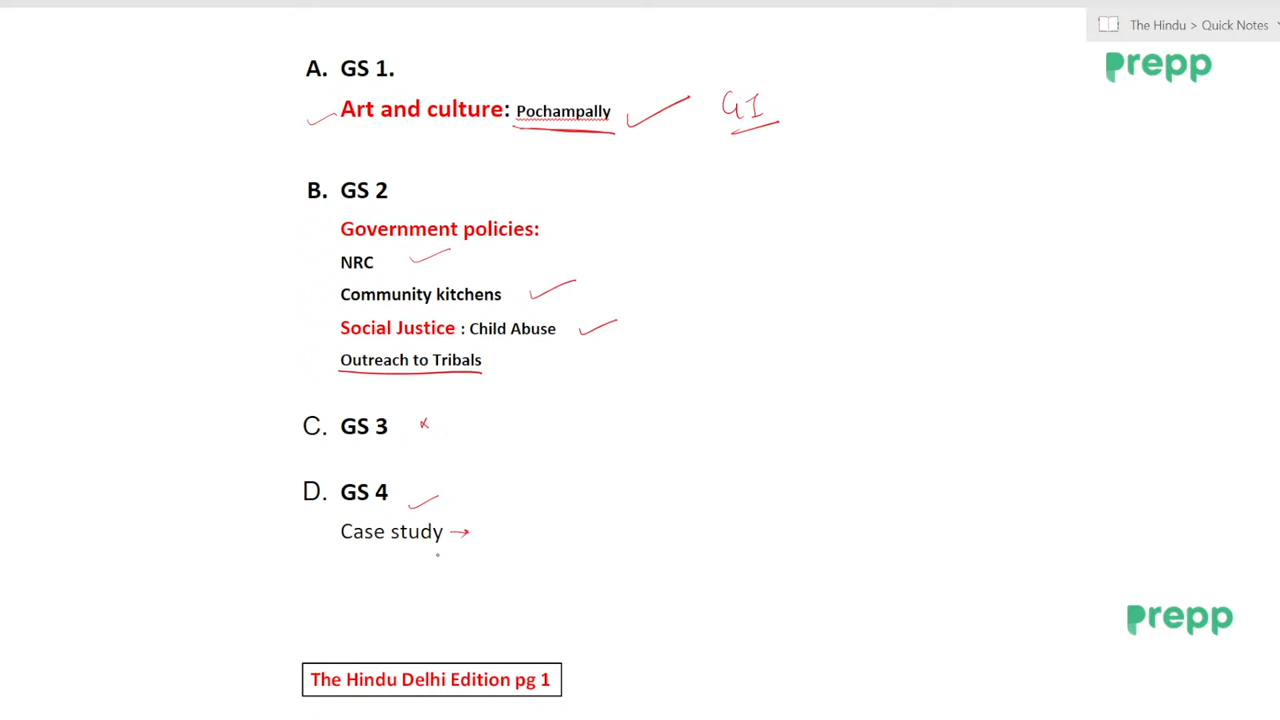 The Hindu > Quick Notes
prepp
A. GS 1.
Art and culture: Pochampally GI
B. GS 2
Government policies:
NRC
Community kitchens
Social Justice : Child Abuse
Outreach to Tribals
C. GS 3
D. GS 4
Case study →
prepp
The Hindu Delhi Edition pg 1